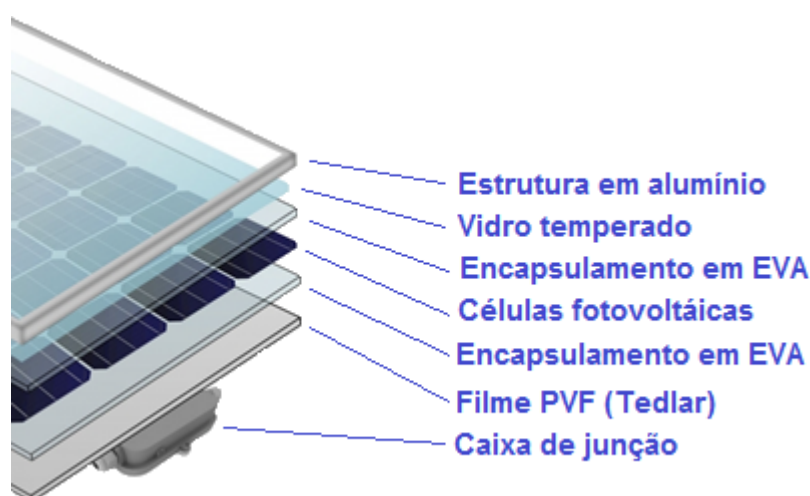 Estrutura em alumínio
Vidro temperado
Encapsulamento em EVA
Células fotovoltáicas
Encapsulamento em EVA
Filme PVF (Tedlar)
Caixa de junção